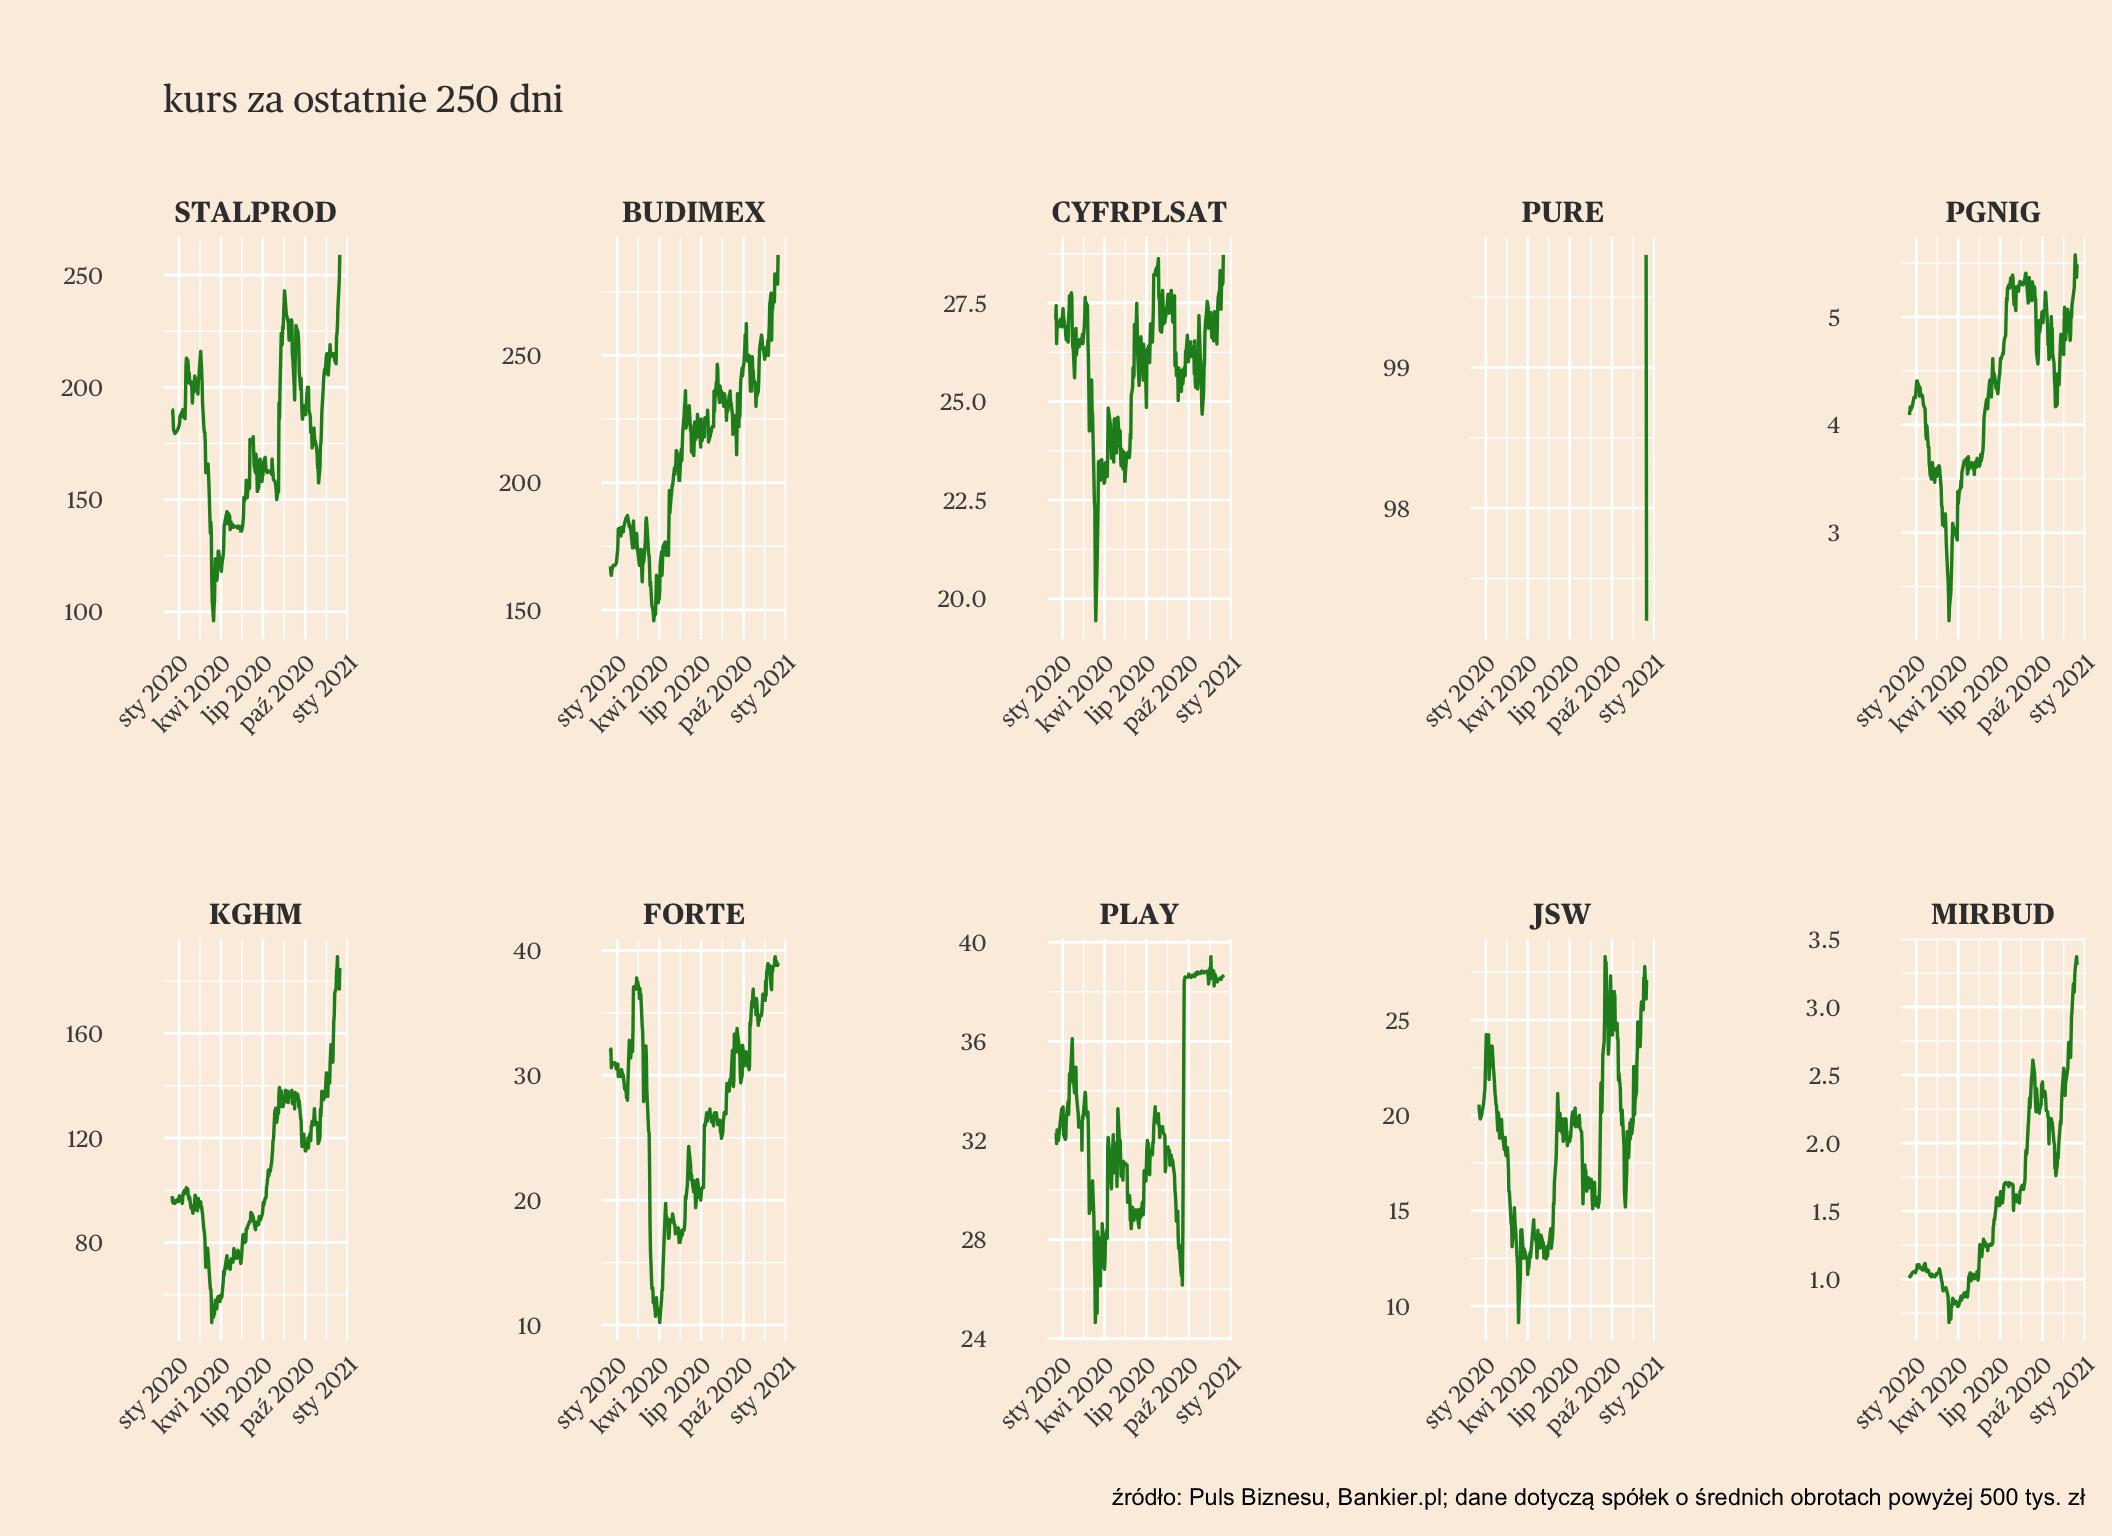 kurs za ostatnie 250 dni
STALPROD
250
200
150
100
sty 2020
kwi 2020
lip 2020
paź 2020
sty 2021
BUDIMEX
250
200
150
sty 2020
kwi 2020
lip 2020
paź 2020
sty 2021
CYFRPLSAT
27.5
25.0
22.5
20.0
sty 2020
kwi 2020
lip 2020
paź 2020
sty 2021
PURE
99
98
sty 2020
kwi 2020
lip 2020
paź 2020
sty 2021
PGNIG
5
4
3
sty 2020
kwi 2020
lip 2020
paź 2020
sty 2021
KGHM
160
120
80
sty 2020
kwi 2020
lip 2020
paź 2020
sty 2021
FORTE
40
30
20
10
sty 2020
kwi 2020
lip 2020
paź 2020
sty 2021
PLAY
40
36
32
28
24
sty 2020
kwi 2020
lip 2020
paź 2020
sty 2021
JSW
25
20
15
10
sty 2020
kwi 2020
lip 2020
paź 2020
sty 2021
MIRBUD
3.5
3.0
2.5
2.0
1.5
1.0
sty 2020
kwi 2020
lip 2020
paź 2020
sty 2021
źródło: Puls Biznesu, Bankier.pl; dane dotyczą spółek o średnich obrotach powyżej 500 tys. zł